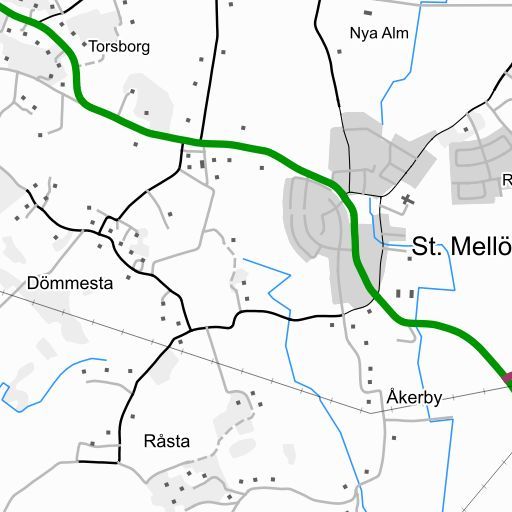 Torsborg
Nya Alm
R
St. Mellö
Dömmesta
Åkerby
Råsta